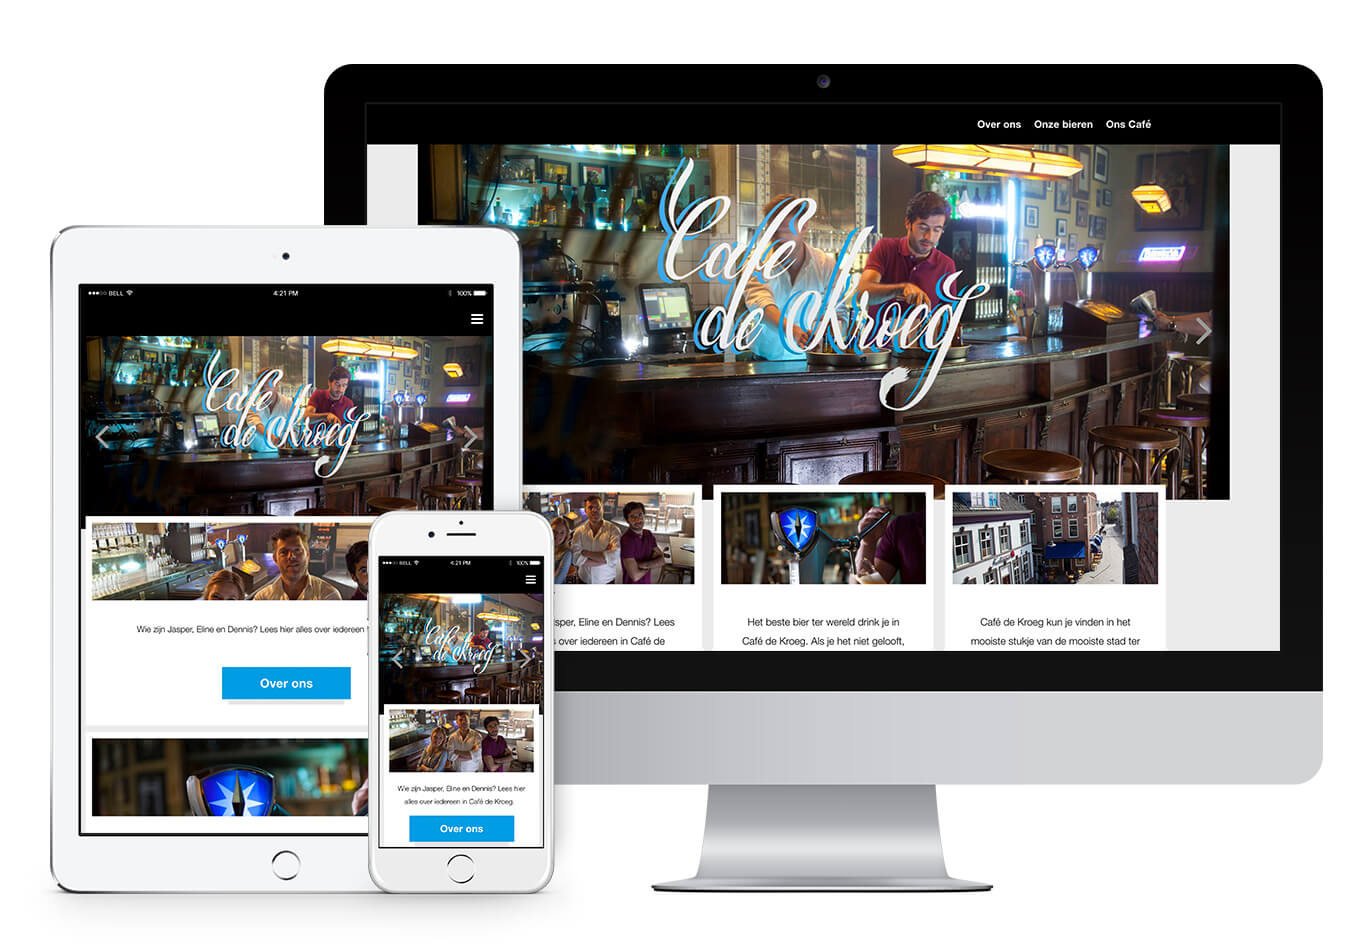 Over ons Onze bieren Ons Café
Café
de Kroeg
sper, Eline en Dennis? Lees
s over iedereen in Café de
Het beste bier ter wereld drink je in
Café de Kroeg. Als je het niet gelooft,
Café de Kroeg kun je vinden in het
mooiste stukje van de mooiste stad ter
BELL 4:21 PM 100%
Café
de Kroeg
Wie zijn Jasper, Eline en Dennis? Lees hier alles over iedereen
Over ons
BELL 4:21 PM 100%
Café
de Kroeg
Wie zijn Jasper, Eline en Dennis? Lees hier
alles over iedereen in Café de Kroeg.
Over ons